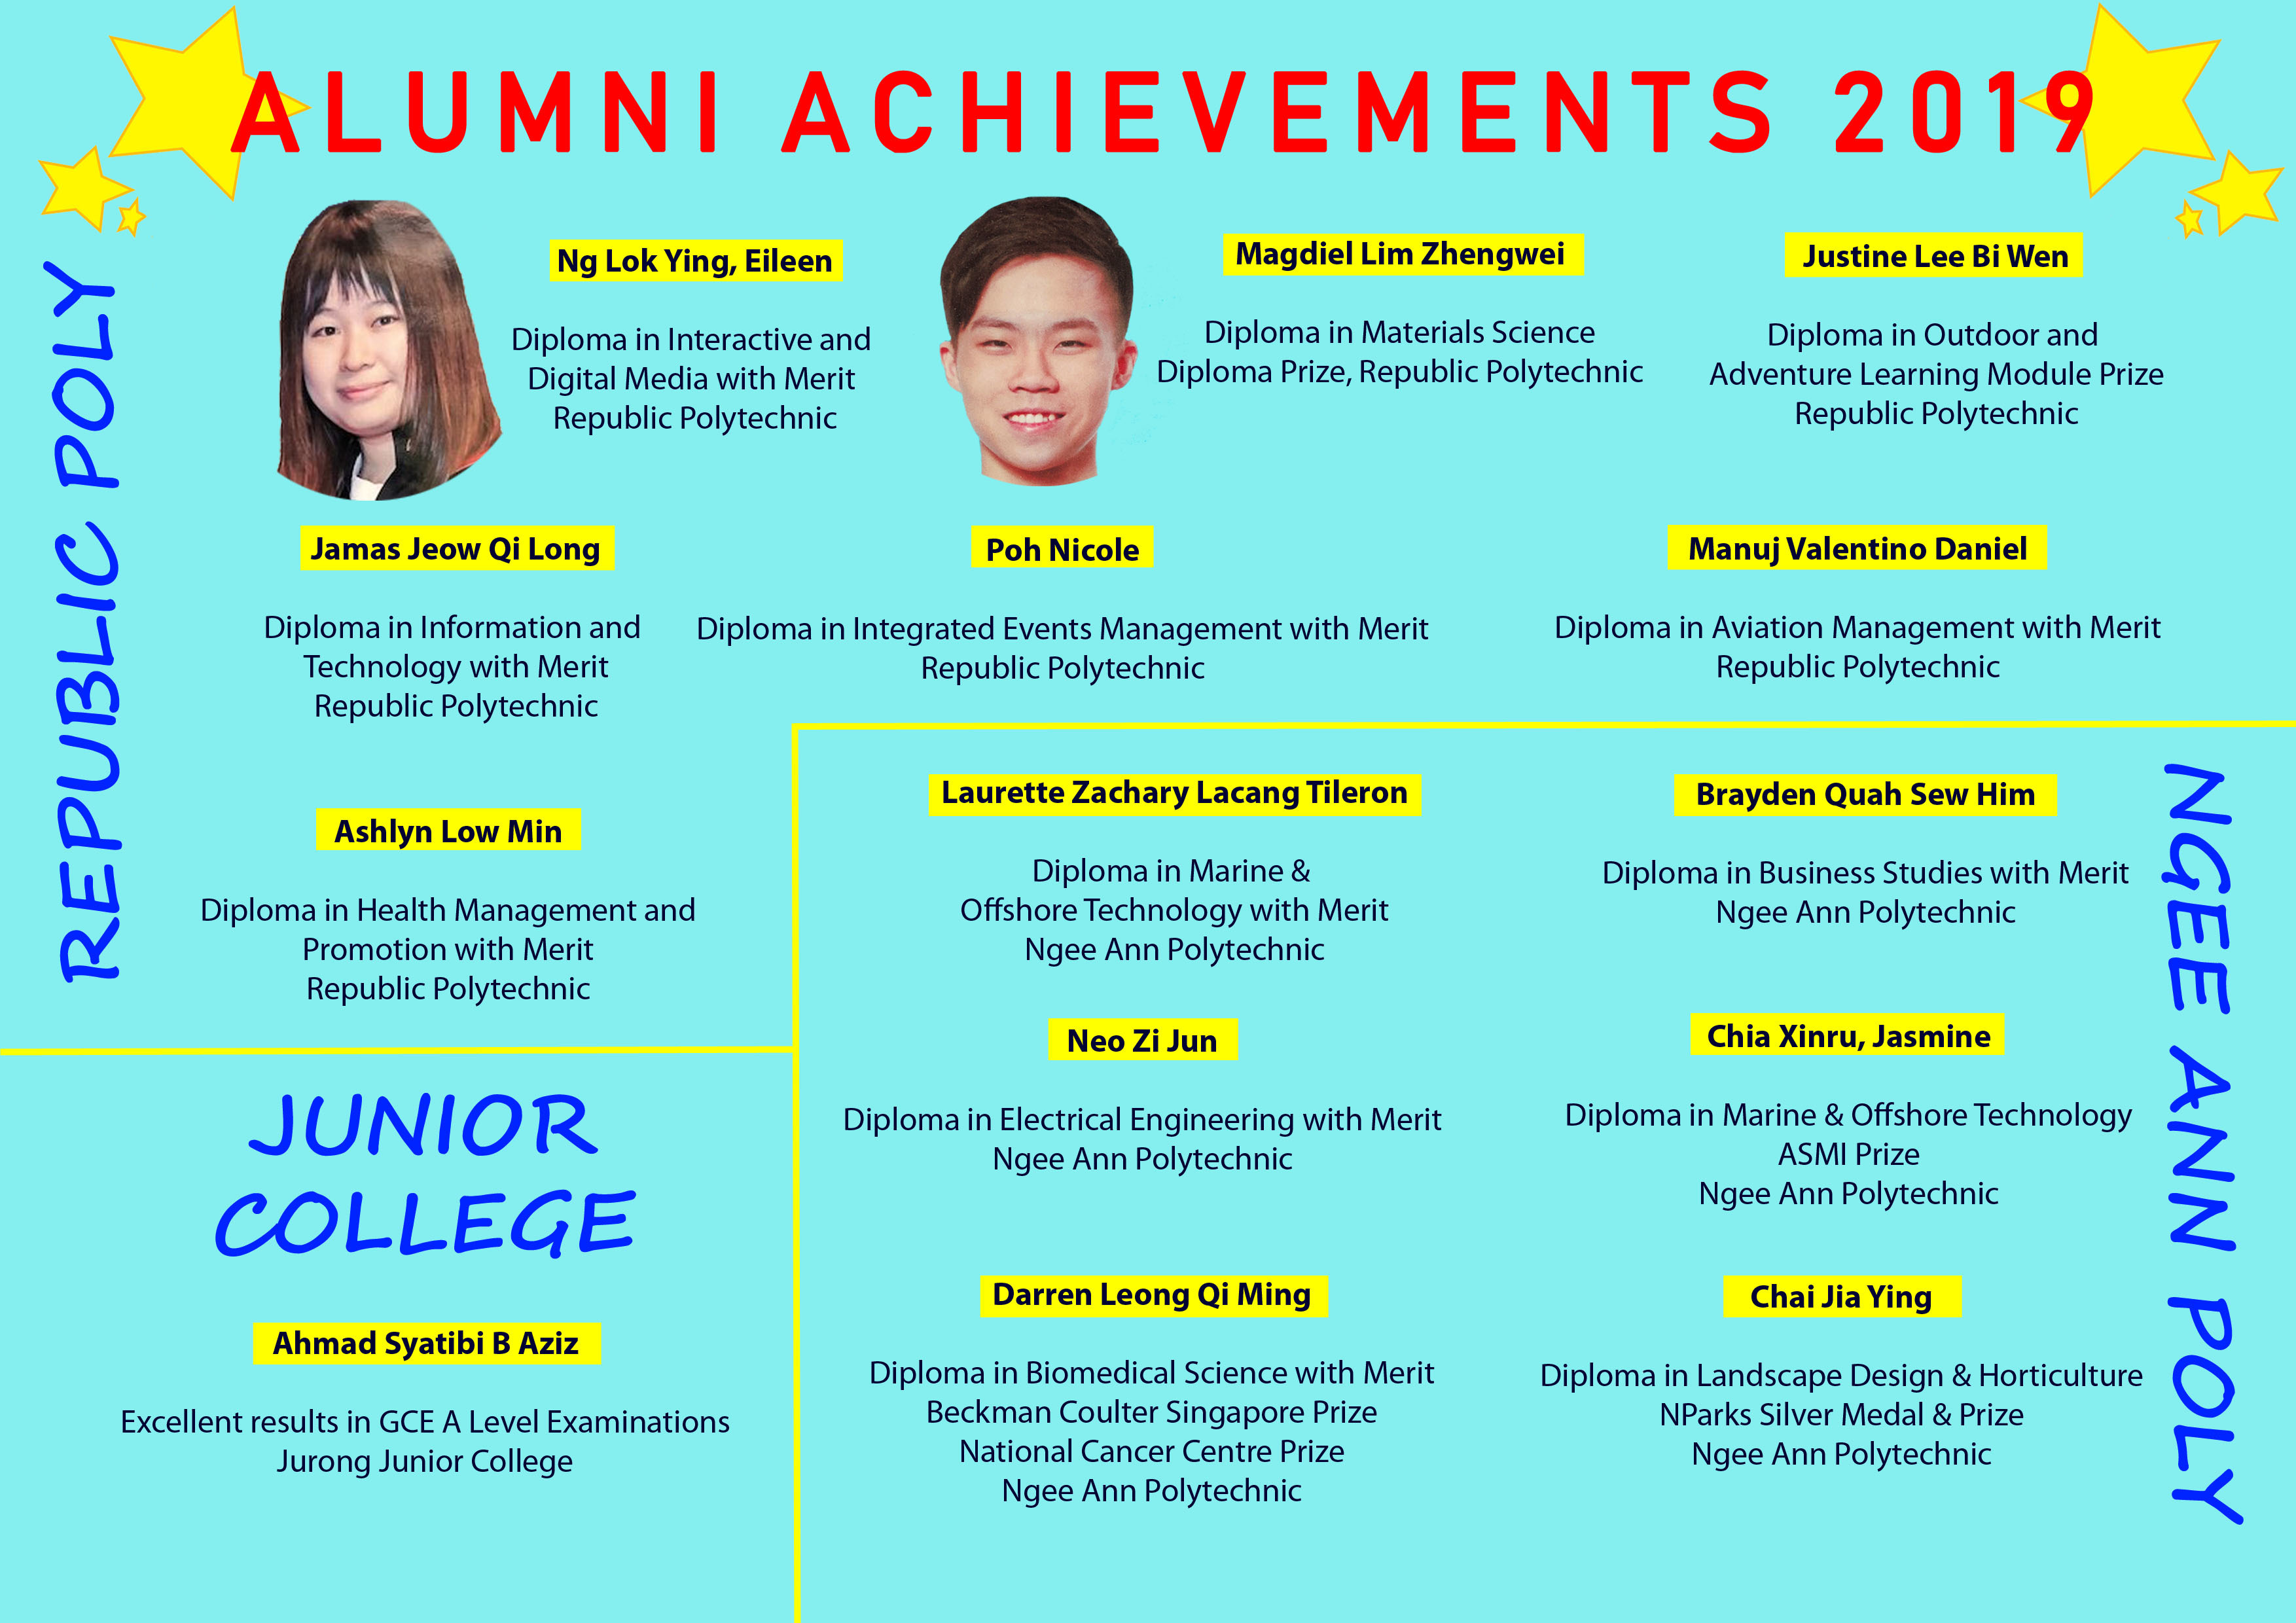 ALUMNI ACHIEVEMENTS 2019
REPUBLIC POLY
Ng Lok Ying, Eileen
Diploma in Interactive and
Digital Media with Merit
Republic Polytechnic
Magdiel Lim Zhengwei
Diploma in Materials Science
Diploma Prize, Republic Polytechnic
Justine Lee Bi Wen
Diploma in Outdoor and
Adventure Learning Module Prize
Republic Polytechnic
Jamas Jeow Qi Long
Diploma in Information and
Technology with Merit
Republic Polytechnic
Poh Nicole
Diploma in Integrated Events Management with Merit
Republic Polytechnic
Manuj Valentino Daniel
Diploma in Aviation Management with Merit
Republic Polytechnic
Ashlyn Low Min
Diploma in Health Management and
Promotion with Merit
Republic Polytechnic
JUNIOR
COLLEGE
Ahmad Syatibi B Aziz
Excellent results in GCE A Level Examinations
Jurong Junior College
NGEE ANN POLY
Laurette Zachary Lacang Tileron
Diploma in Marine &
Offshore Technology with Merit
Ngee Ann Polytechnic
Brayden Quah Sew Him
Diploma in Business Studies with Merit
Ngee Ann Polytechnic
Neo Zi Jun
Diploma in Electrical Engineering with Merit
Ngee Ann Polytechnic
Chia Xinru, Jasmine
Diploma in Marine & Offshore Technology
ASMI Prize
Ngee Ann Polytechnic
Darren Leong Qi Ming
Diploma in Biomedical Science with Merit
Beckman Coulter Singapore Prize
National Cancer Centre Prize
Ngee Ann Polytechnic
Chai Jia Ying
Diploma in Landscape Design & Horticulture
NParks Silver Medal & Prize
Ngee Ann Polytechnic